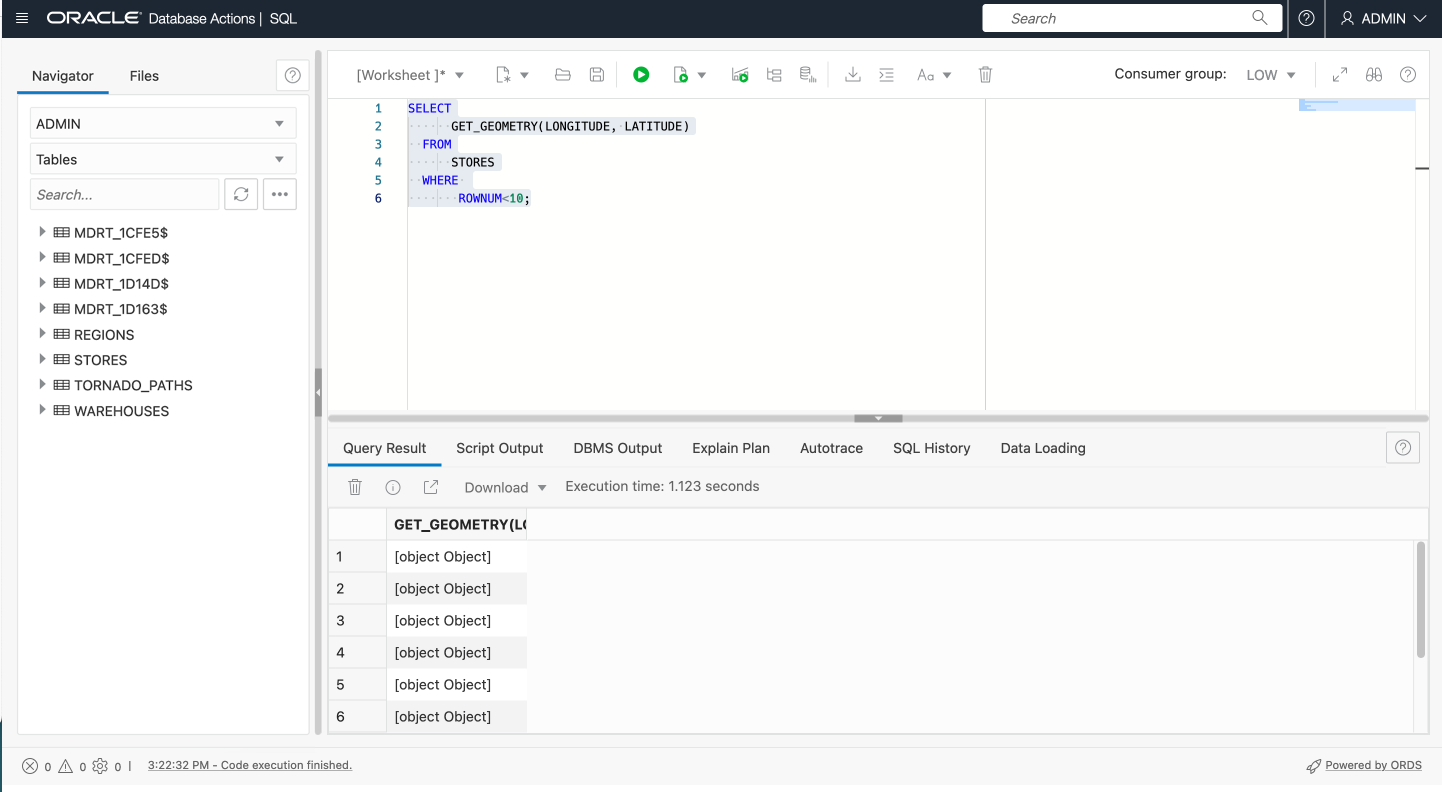 ORACLE Database Actions | SQL
Search
ADMIN
Navigator
Files
ADMIN
Tables
Search...
MDRT_1CFE5$
MDRT_1CFED$
MDRT_1D14D$
MDRT_1D163$
REGIONS
STORES
TORNADO_PATHS
WAREHOUSES
[Worksheet ]*
Aa
Consumer group: LOW
1 SELECT
2 GET_GEOMETRY(LONGITUDE, LATITUDE)
3 FROM
4 STORES
5 WHERE
6 ROWNUM<10;
Query Result
Script Output
DBMS Output
Explain Plan
Autotrace
SQL History
Data Loading
Download
Execution time: 1.123 seconds
GET_GEOMETRY(LO
1 [object Object]
2 [object Object]
3 [object Object]
4 [object Object]
5 [object Object]
6 [object Object]
0 0 0 | 3:22:32 PM - Code execution finished.
Powered by ORDS